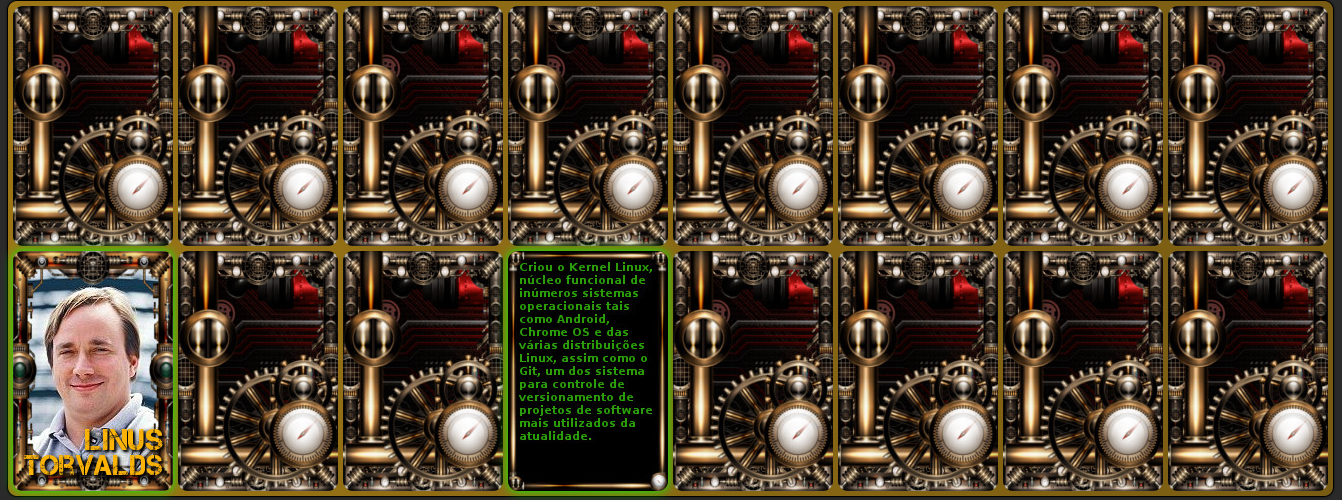 LINUS
TORVALDS
Criou o Kernel Linux,
núcleo funcional de
inúmeros sistemas
operacionais tais
como Android,
Chrome OS e das
várias distribuições
Linux, assim como o
Git, um dos sistema
para controle de
versionamento de
projetos de software
mais utilizados da
atualidade.